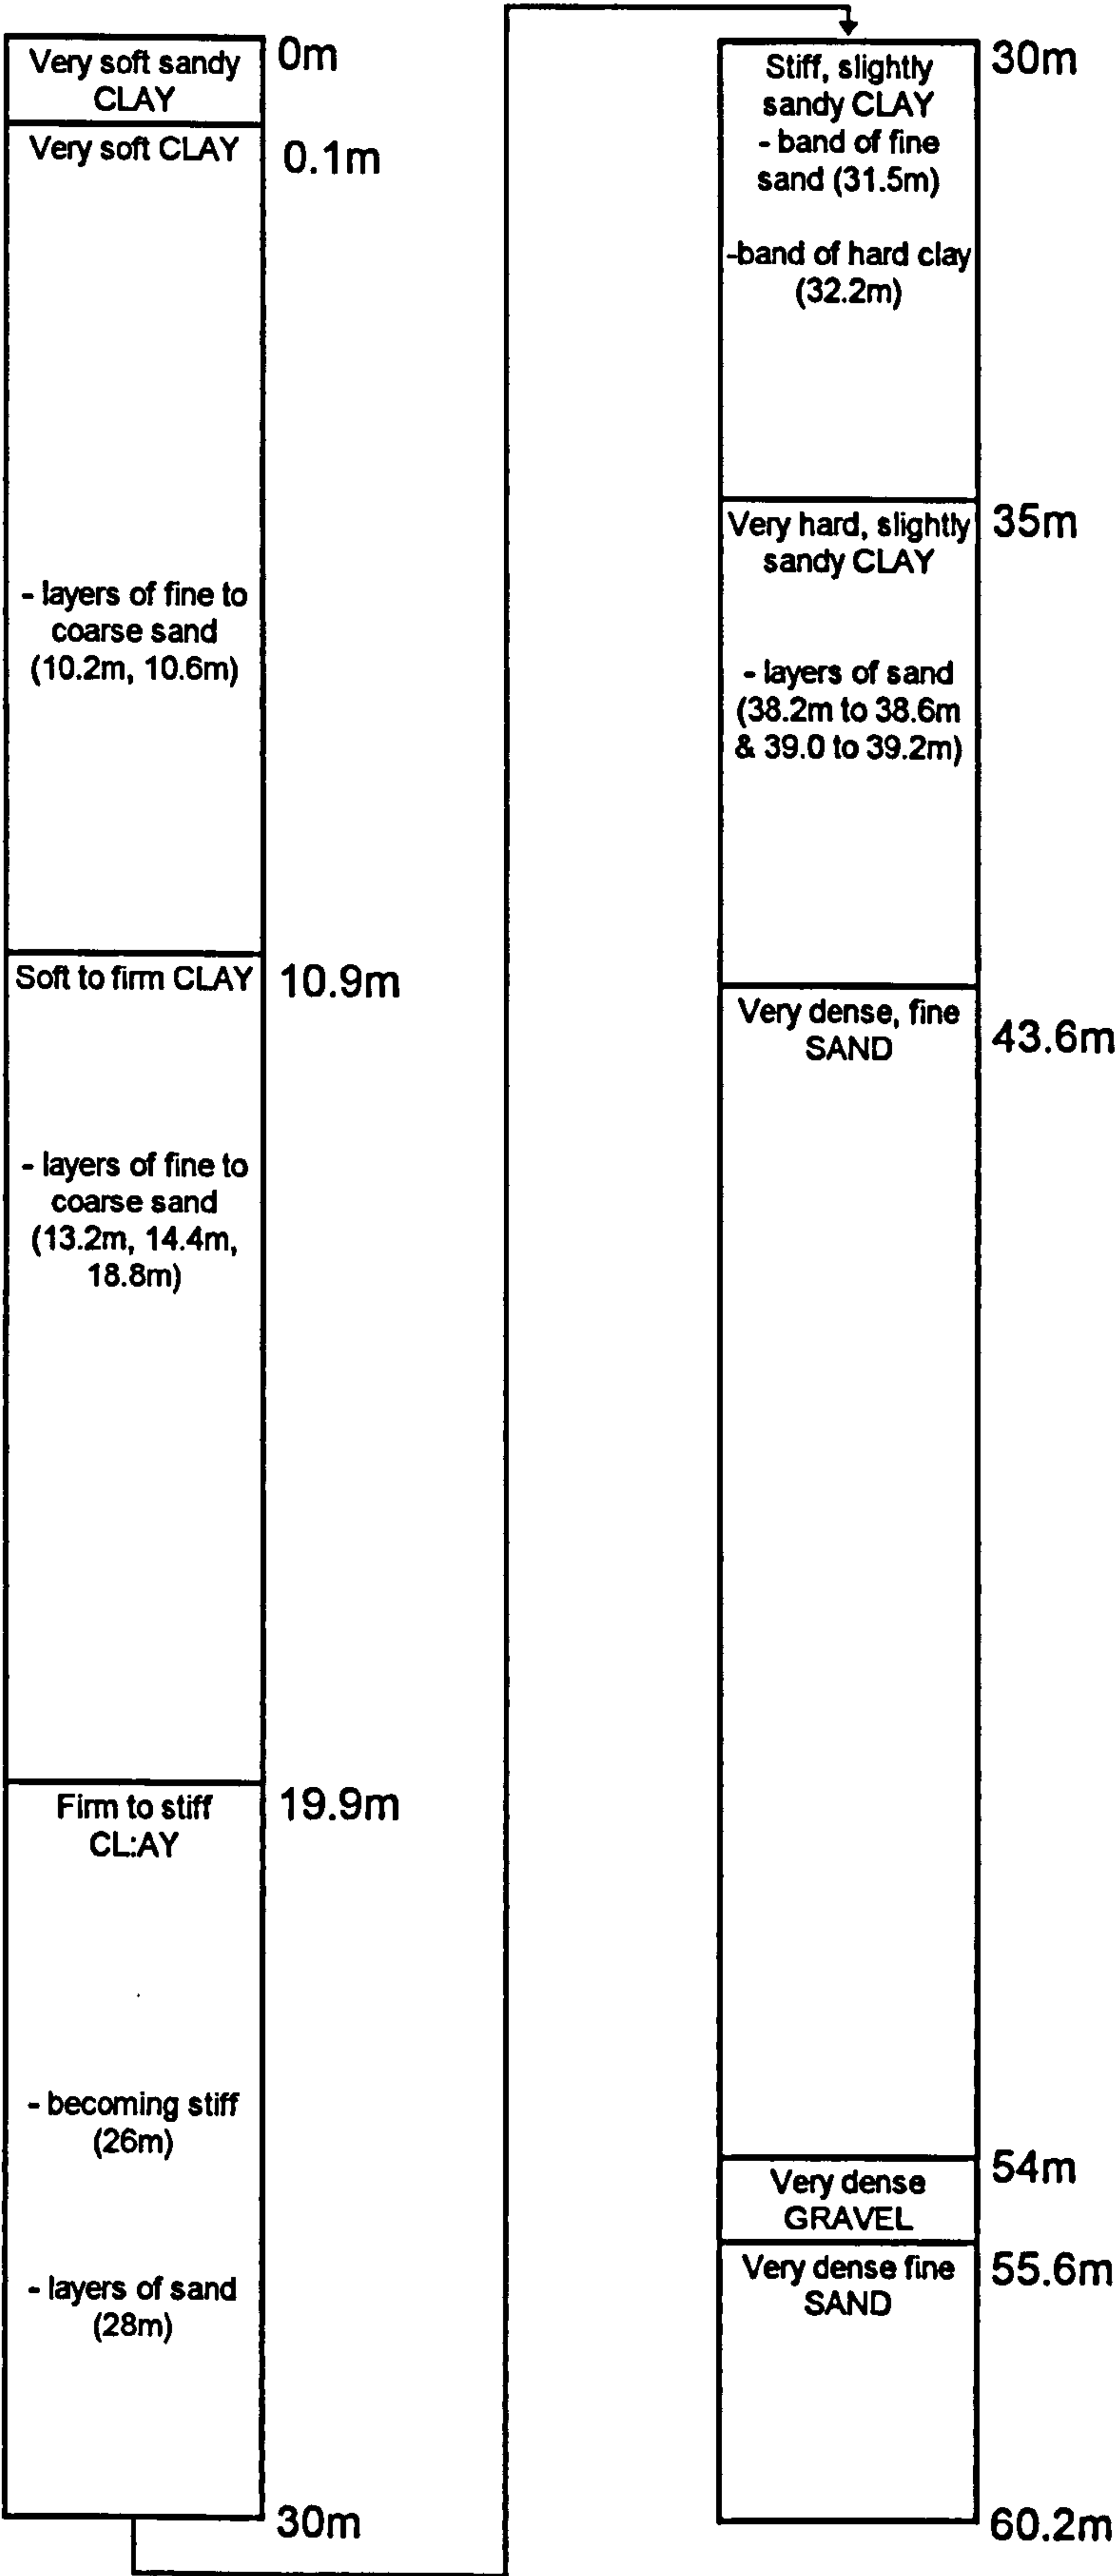 Very soft sandy
CLAY
0m
Very soft CLAY
0.1m
- layers of fine to
coarse sand
(10.2m, 10.6m)
Soft to firm CLAY
10.9m
- layers of fine to
coarse sand
(13.2m, 14.4m,
18.8m)
Firm to stiff
CL:AY
19.9m
- becoming stiff
(26m)
- layers of sand
(28m)
30m
Stiff, slightly
sandy CLAY
- band of fine
sand (31.5m)
-band of hard clay
(32.2m)
30m
Very hard, slightly
sandy CLAY
35m
- layers of sand
(38.2m to 38.6m
& 39.0 to 39.2m)
Very dense, fine
SAND
43.6m
Very dense
GRAVEL
54m
Very dense fine
SAND
55.6m
60.2m